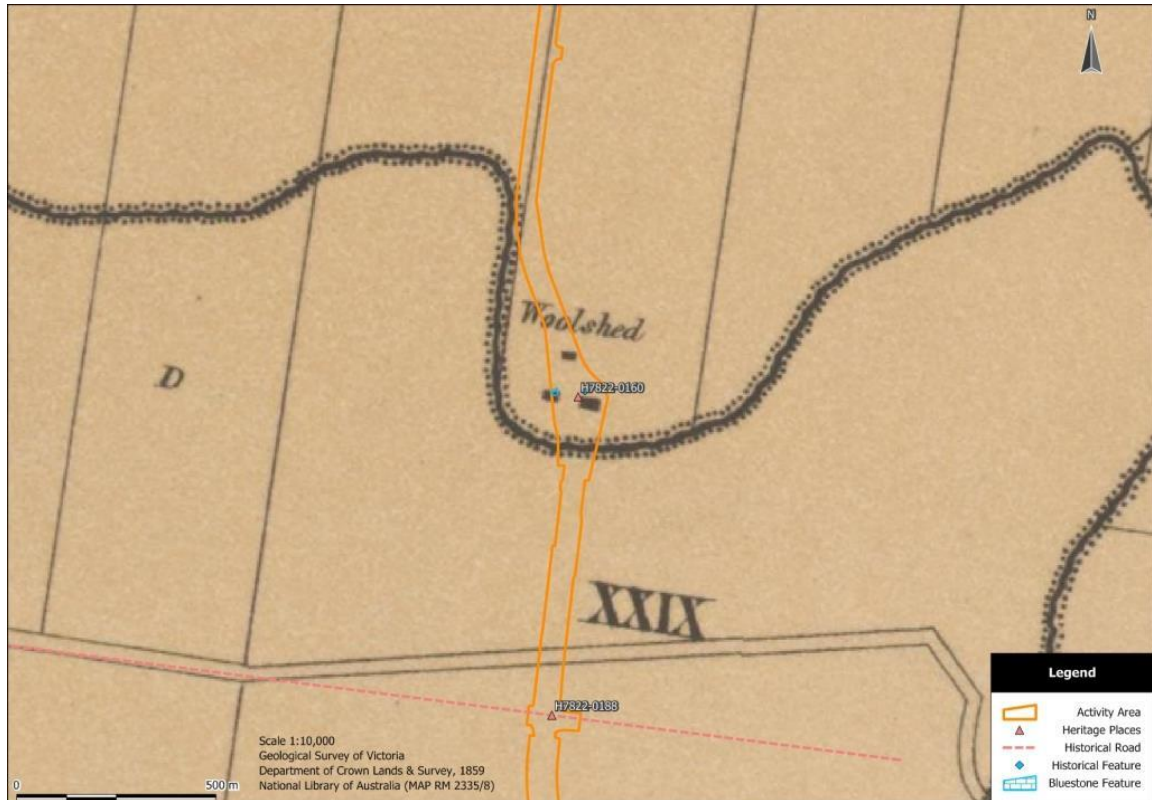 N
Woolshed
D
H7822-0160
XXIX
H7822-0188
Scale 1:10,000
Geological Survey of Victoria
Department of Crown Lands & Survey, 1859
National Library of Australia (MAP RM 2335/8)
0 500 m
Legend
Activity Area
Heritage Places
Historical Road
Historical Feature
Bluestone Feature